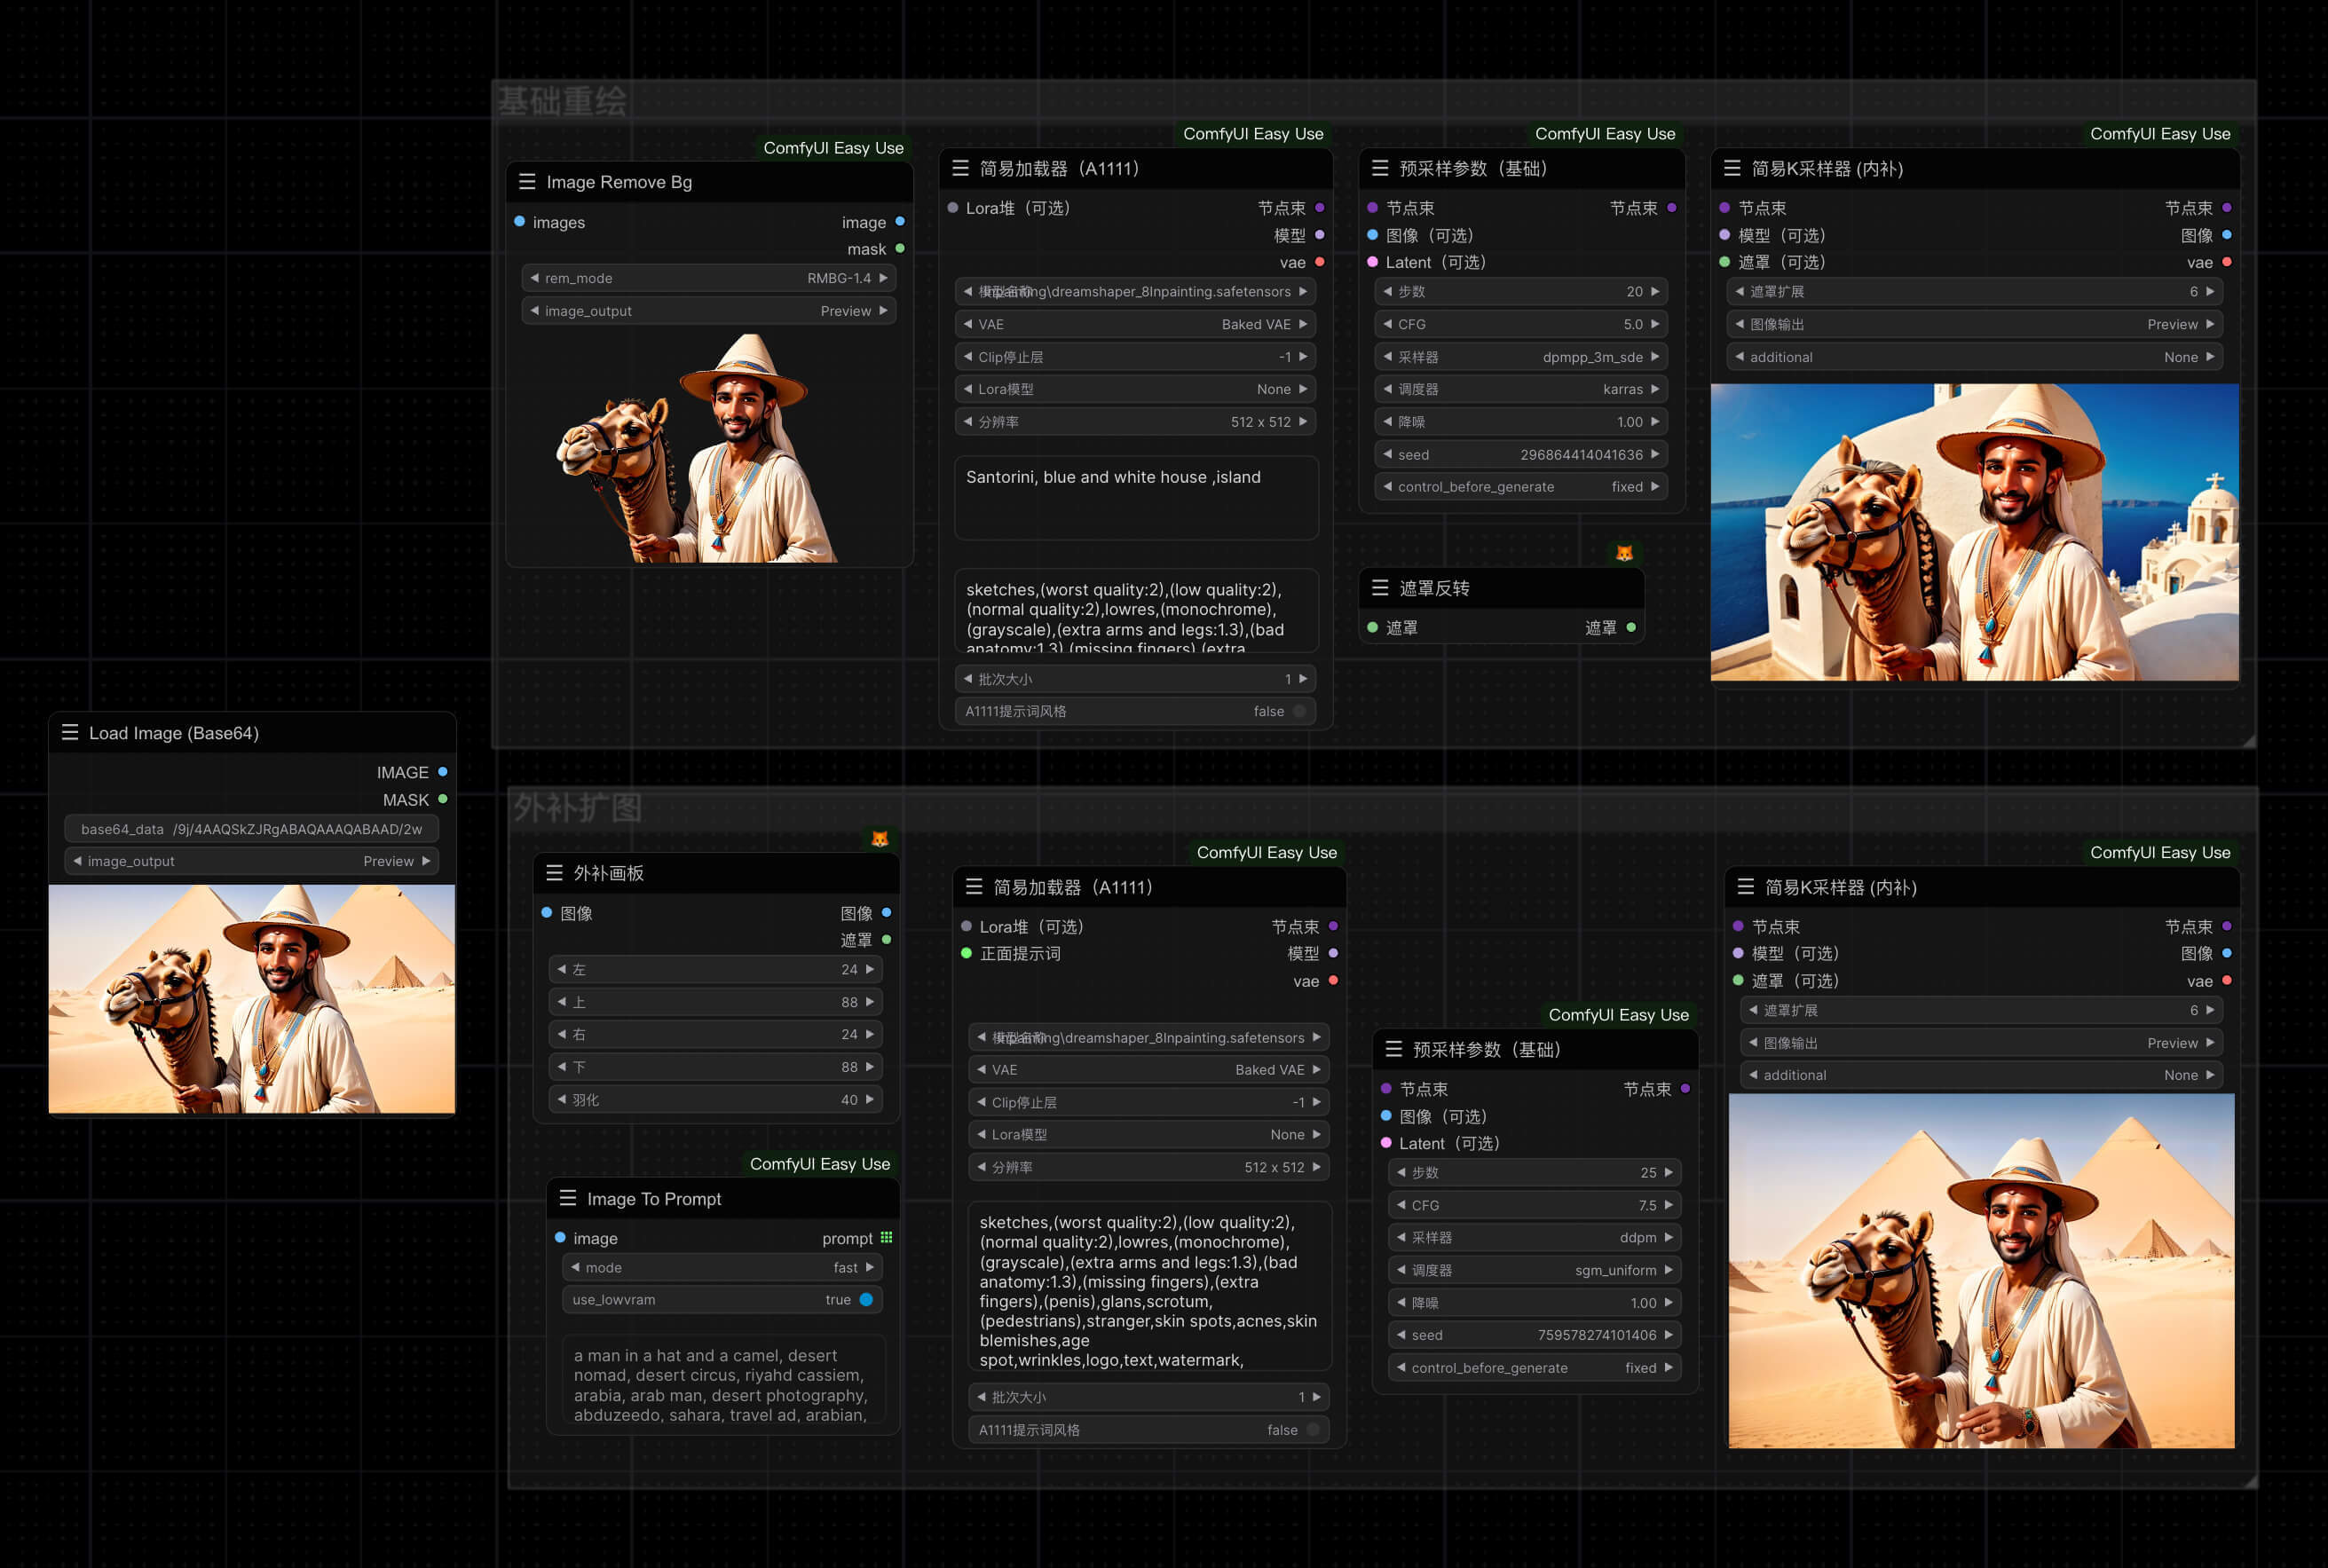 基础重绘
ComfyUI Easy Use
Image Remove Bg
images
image
mask
rem_mode RMBG-1.4
image_output Preview
ComfyUI Easy Use
简易加载器（A1111）
Lora堆（可选）
节点束
模型
vae
模型名称 \dreamshaper_8Inpainting.safetensors
VAE Baked VAE
Clip停止层 -1
Lora模型 None
分辨率 512 x 512
Santorini, blue and white house ,island
sketches,(worst quality:2),(low quality:2),
(normal quality:2),lowres,(monochrome),
(grayscale),(extra arms and legs:1.3),(bad
anatomy:1.3),(missing fingers),(extra
批次大小 1
A1111提示词风格 false
ComfyUI Easy Use
预采样参数（基础）
节点束 节点束
图像（可选）
Latent（可选）
步数 20
CFG 5.0
采样器 dpmpp_3m_sde
调度器 karras
降噪 1.00
seed 296864414041636
control_before_generate fixed
遮罩反转
遮罩 遮罩
ComfyUI Easy Use
简易K采样器 (内补)
节点束 节点束
模型（可选） 图像
遮罩（可选） vae
遮罩扩展 6
图像输出 Preview
additional None
Load Image (Base64)
IMAGE
MASK
base64_data /9j/4AAQSkZJRgABAQAAAQABAAD/2w
image_output Preview
外补扩图
外补画板
图像 图像
遮罩
左 24
上 88
右 24
下 88
羽化 40
ComfyUI Easy Use
Image To Prompt
image prompt
mode fast
use_lowvram true
a man in a hat and a camel, desert
nomad, desert circus, riyahd cassiem,
arabia, arab man, desert photography,
abduzeedo, sahara, travel ad, arabian,
ComfyUI Easy Use
简易加载器（A1111）
Lora堆（可选） 节点束
正面提示词 模型
vae
模型名称 \dreamshaper_8Inpainting.safetensors
VAE Baked VAE
Clip停止层 -1
Lora模型 None
分辨率 512 x 512
sketches,(worst quality:2),(low quality:2),
(normal quality:2),lowres,(monochrome),
(grayscale),(extra arms and legs:1.3),(bad
anatomy:1.3),(missing fingers),(extra
fingers),(penis),glans,scrotum,
(pedestrians),stranger,skin spots,acnes,skin
blemishes,age
spot,wrinkles,logo,text,watermark,
批次大小 1
A1111提示词风格 false
ComfyUI Easy Use
预采样参数（基础）
节点束 节点束
图像（可选）
Latent（可选）
步数 25
CFG 7.5
采样器 ddpm
调度器 sgm_uniform
降噪 1.00
seed 759578274101406
control_before_generate fixed
ComfyUI Easy Use
简易K采样器 (内补)
节点束 节点束
模型（可选） 图像
遮罩（可选） vae
遮罩扩展 6
图像输出 Preview
additional None